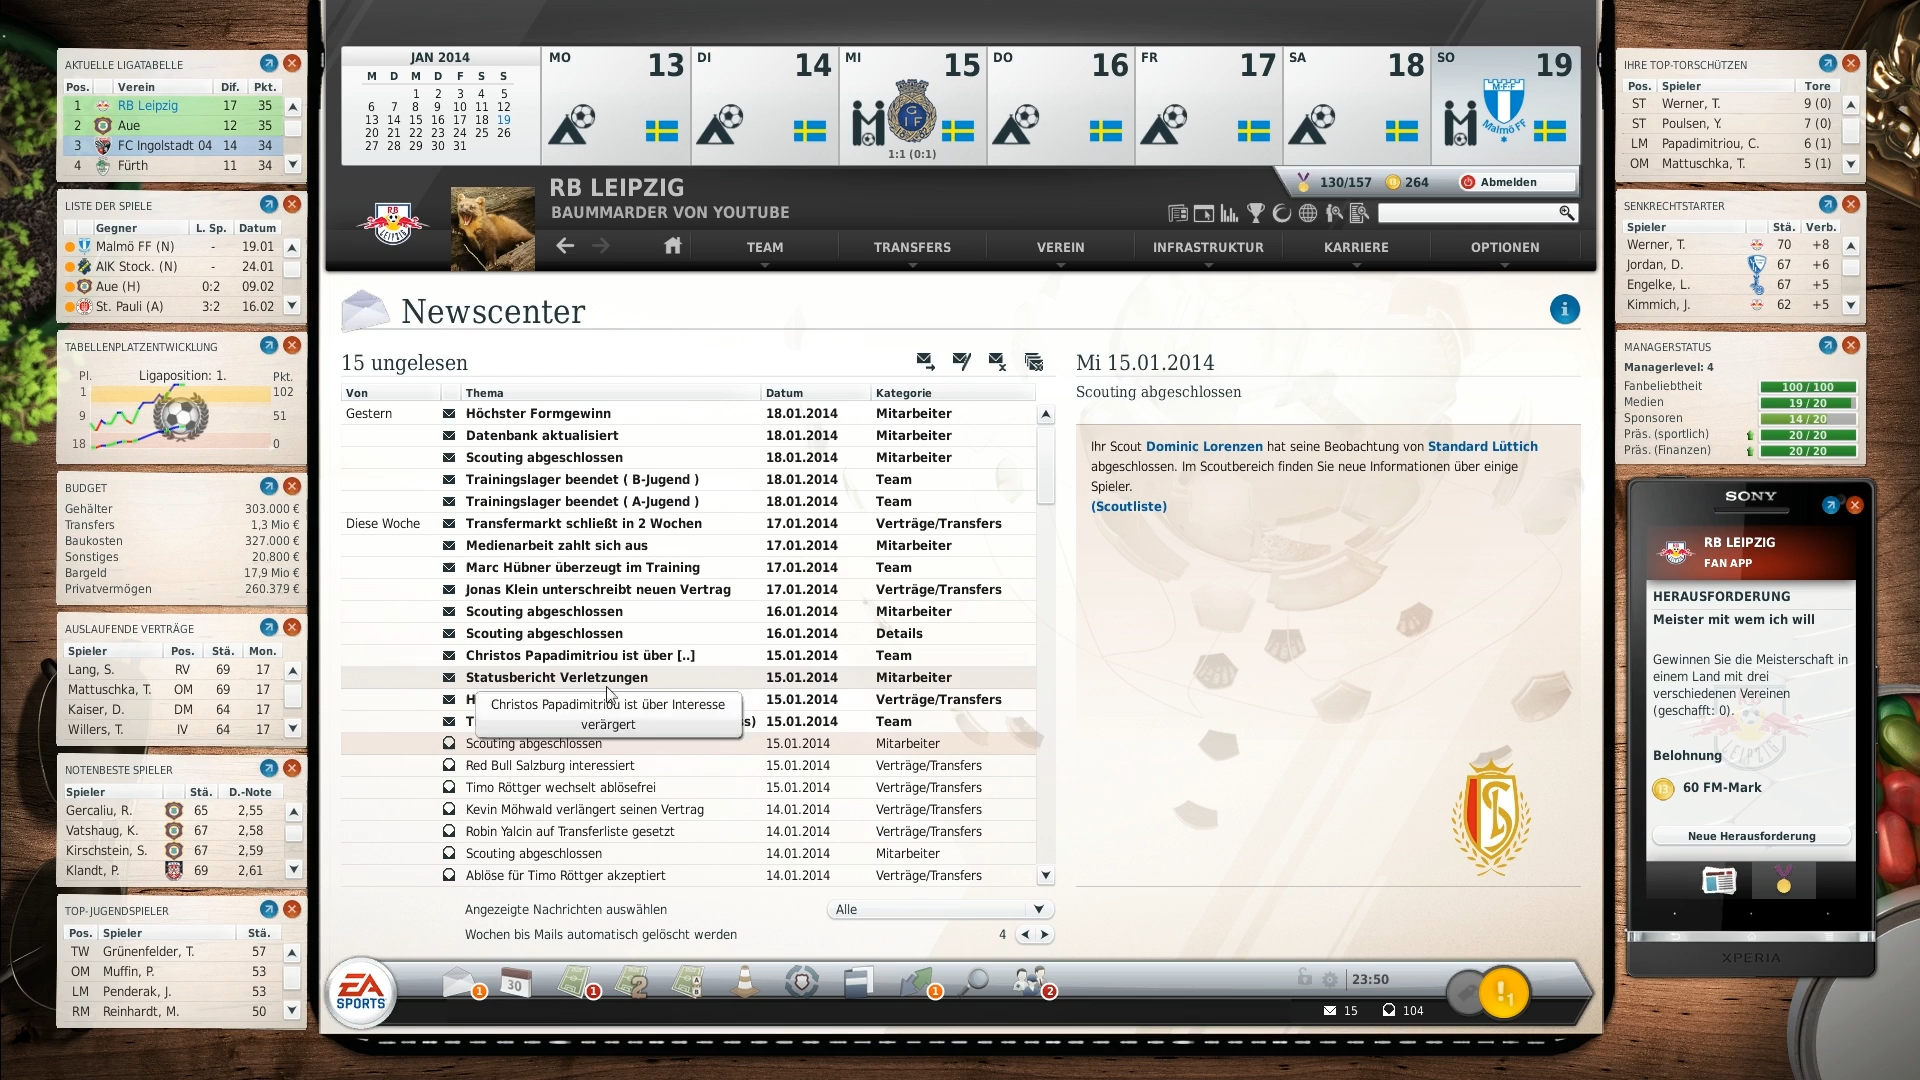 JAN 2014
M D M D F S S
1 2 3 4 5
6 7 8 9 10 11 12
13 14 15 16 17 18 19
20 21 22 23 24 25 26
27 28 29 30 31
MO 13
DI 14
MI 15
1:1 (0:1)
DO 16
FR 17
SA 18
SO 19
MFF
Malmö FF
RB LEIPZIG
BAUMMARDER VON YOUTUBE
130/157 264 Abmelden
TEAM TRANSFERS VEREIN INFRASTRUKTUR KARRIERE OPTIONEN
AKTUELLE LIGATABELLE
Pos. Verein Dif. Pkt.
1 RB Leipzig 17 35
2 Aue 12 35
3 FC Ingolstadt 04 14 34
4 Fürth 11 34
LISTE DER SPIELE
Gegner L. Sp. Datum
Malmö FF (N) - 19.01
AIK Stock. (N) - 24.01
Aue (H) 0:2 09.02
St. Pauli (A) 3:2 16.02
TABELLENPLATZENTWICKLUNG
Pl. Ligaposition: 1. Pkt.
1 102
9 51
18 0
BUDGET
Gehälter 303.000 €
Transfers 1,3 Mio €
Baukosten 327.000 €
Sonstiges 20.800 €
Bargeld 17,9 Mio €
Privatvermögen 260.379 €
AUSLAUFENDE VERTRÄGE
Spieler Pos. Stä. Mon.
Lang, S. RV 69 17
Mattuschka, T. OM 69 17
Kaiser, D. DM 64 17
Willers, T. IV 64 17
NOTENBESTE SPIELER
Spieler Stä. D.-Note
Gercaliu, R. 65 2,55
Vatshaug, K. 67 2,58
Kirschstein, S. 67 2,59
Klandt, P. 69 2,61
TOP-JUGENDSPIELER
Pos. Spieler Stä.
TW Grünenfelder, T. 57
OM Muffin, P. 53
LM Penderak, J. 53
RM Reinhardt, M. 50
Newscenter
15 ungelesen
Von Thema Datum Kategorie
Gestern Höchster Formgewinn 18.01.2014 Mitarbeiter
Datenbank aktualisiert 18.01.2014 Mitarbeiter
Scouting abgeschlossen 18.01.2014 Mitarbeiter
Trainingslager beendet ( B-Jugend ) 18.01.2014 Team
Trainingslager beendet ( A-Jugend ) 18.01.2014 Team
Diese Woche Transfermarkt schließt in 2 Wochen 17.01.2014 Verträge/Transfers
Medienarbeit zahlt sich aus 17.01.2014 Mitarbeiter
Marc Hübner überzeugt im Training 17.01.2014 Team
Jonas Klein unterschreibt neuen Vertrag 17.01.2014 Verträge/Transfers
Scouting abgeschlossen 16.01.2014 Mitarbeiter
Scouting abgeschlossen 16.01.2014 Details
Christos Papadimitriou ist über [..] 15.01.2014 Team
Statusbericht Verletzungen 15.01.2014 Mitarbeiter
H 15.01.2014 Verträge/Transfers
T s) 15.01.2014 Team
Christos Papadimitriou ist über Interesse
verärgert
Scouting abgeschlossen 15.01.2014 Mitarbeiter
Red Bull Salzburg interessiert 15.01.2014 Verträge/Transfers
Timo Röttger wechselt ablösefrei 15.01.2014 Verträge/Transfers
Kevin Möhwald verlängert seinen Vertrag 14.01.2014 Verträge/Transfers
Robin Yalcin auf Transferliste gesetzt 14.01.2014 Verträge/Transfers
Scouting abgeschlossen 14.01.2014 Mitarbeiter
Ablöse für Timo Röttger akzeptiert 14.01.2014 Verträge/Transfers
Angezeigte Nachrichten auswählen Alle
Wochen bis Mails automatisch gelöscht werden 4
Mi 15.01.2014
Scouting abgeschlossen
Ihr Scout Dominic Lorenzen hat seine Beobachtung von Standard Lüttich
abgeschlossen. Im Scoutbereich finden Sie neue Informationen über einige
Spieler.
(Scoutliste)
IHRE TOP-TORSCHÜTZEN
Pos. Spieler Tore
ST Werner, T. 9 (0)
ST Poulsen, Y. 7 (0)
LM Papadimitriou, C. 6 (1)
OM Mattuschka, T. 5 (1)
SENKRECHTSTARTER
Spieler Stä. Verb.
Werner, T. 70 +8
Jordan, D. 67 +6
Engelke, L. 67 +5
Kimmich, J. 62 +5
MANAGERSTATUS
Managerlevel: 4
Fanbeliebtheit 100 / 100
Medien 19 / 20
Sponsoren 14 / 20
Präs. (sportlich) 20 / 20
Präs. (Finanzen) 20 / 20
SONY
RB LEIPZIG
FAN APP
HERAUSFORDERUNG
Meister mit wem ich will
Gewinnen Sie die Meisterschaft in
einem Land mit drei
verschiedenen Vereinen
(geschafft: 0).
Belohnung
60 FM-Mark
Neue Herausforderung
XPERIA
EA
SPORTS
1 30 1 2 1 2
23:50
15 104
!1